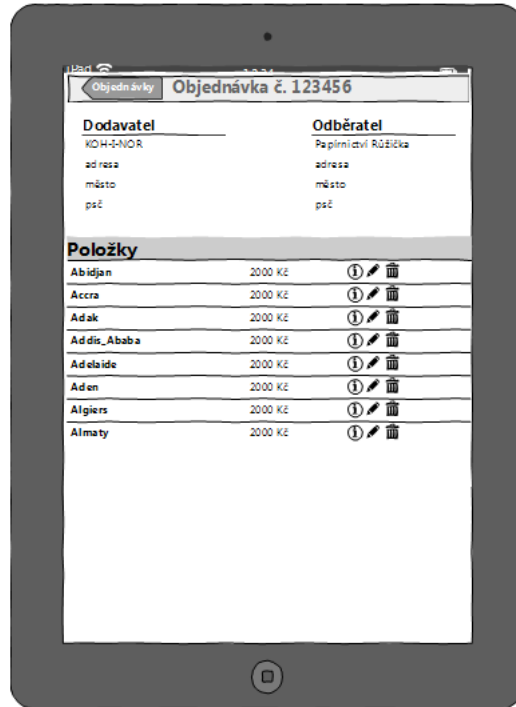 iPad
Objednávky Objednávka č. 123456
Dodavatel Odběratel
KOH-I-NOR Papírnictví Růžička
adresa adresa
město město
psč psč
Položky
Abidjan 2000 Kč
Accra 2000 Kč
Adak 2000 Kč
Addis_Ababa 2000 Kč
Adelaide 2000 Kč
Aden 2000 Kč
Algiers 2000 Kč
Almaty 2000 Kč